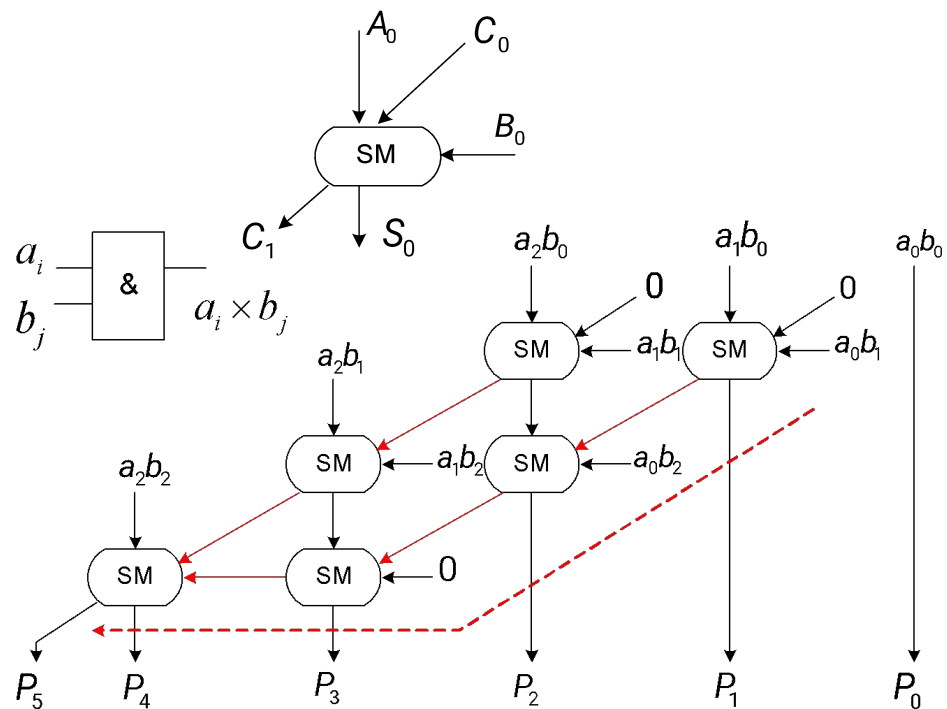 A₀ C₀
SM B₀
C₁ S₀
aᵢ & aᵢ × bⱼ
bⱼ
a₂b₀ a₁b₀ a₀b₀
0 0
SM a₁b₁ SM a₀b₁
a₂b₁
SM a₁b₂ SM a₀b₂
a₂b₂
SM SM 0
P₅ P₄ P₃ P₂ P₁ P₀